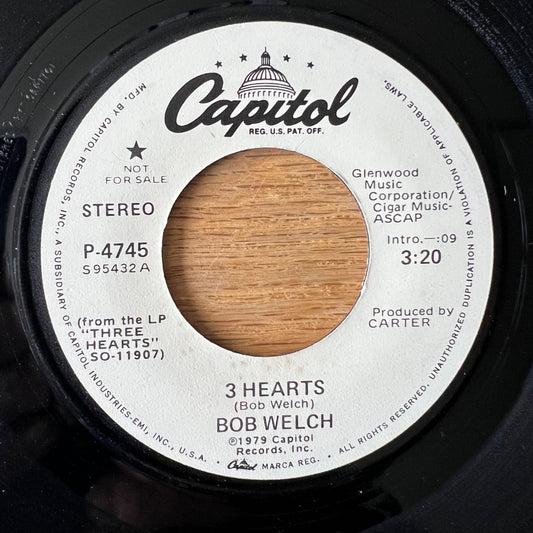 Capitol
REG. U.S. PAT. OFF.
★
NOT
FOR SALE
STEREO
P-4745
S95432 A
(from the LP
"THREE
HEARTS"
SO-11907)
Glenwood
Music
Corporation/
Cigar Music-
ASCAP
Intro.—:09
3:20
Produced by
CARTER
3 HEARTS
(Bob Welch)
BOB WELCH
℗1979 Capitol
Records, Inc.
MFD. BY CAPITOL RECORDS, INC., A SUBSIDIARY OF CAPITOL INDUSTRIES-EMI, INC., U.S.A. • Capitol MARCA REG. • ALL RIGHTS RESERVED. UNAUTHORIZED DUPLICATION IS A VIOLATION OF APPLICABLE LAWS.